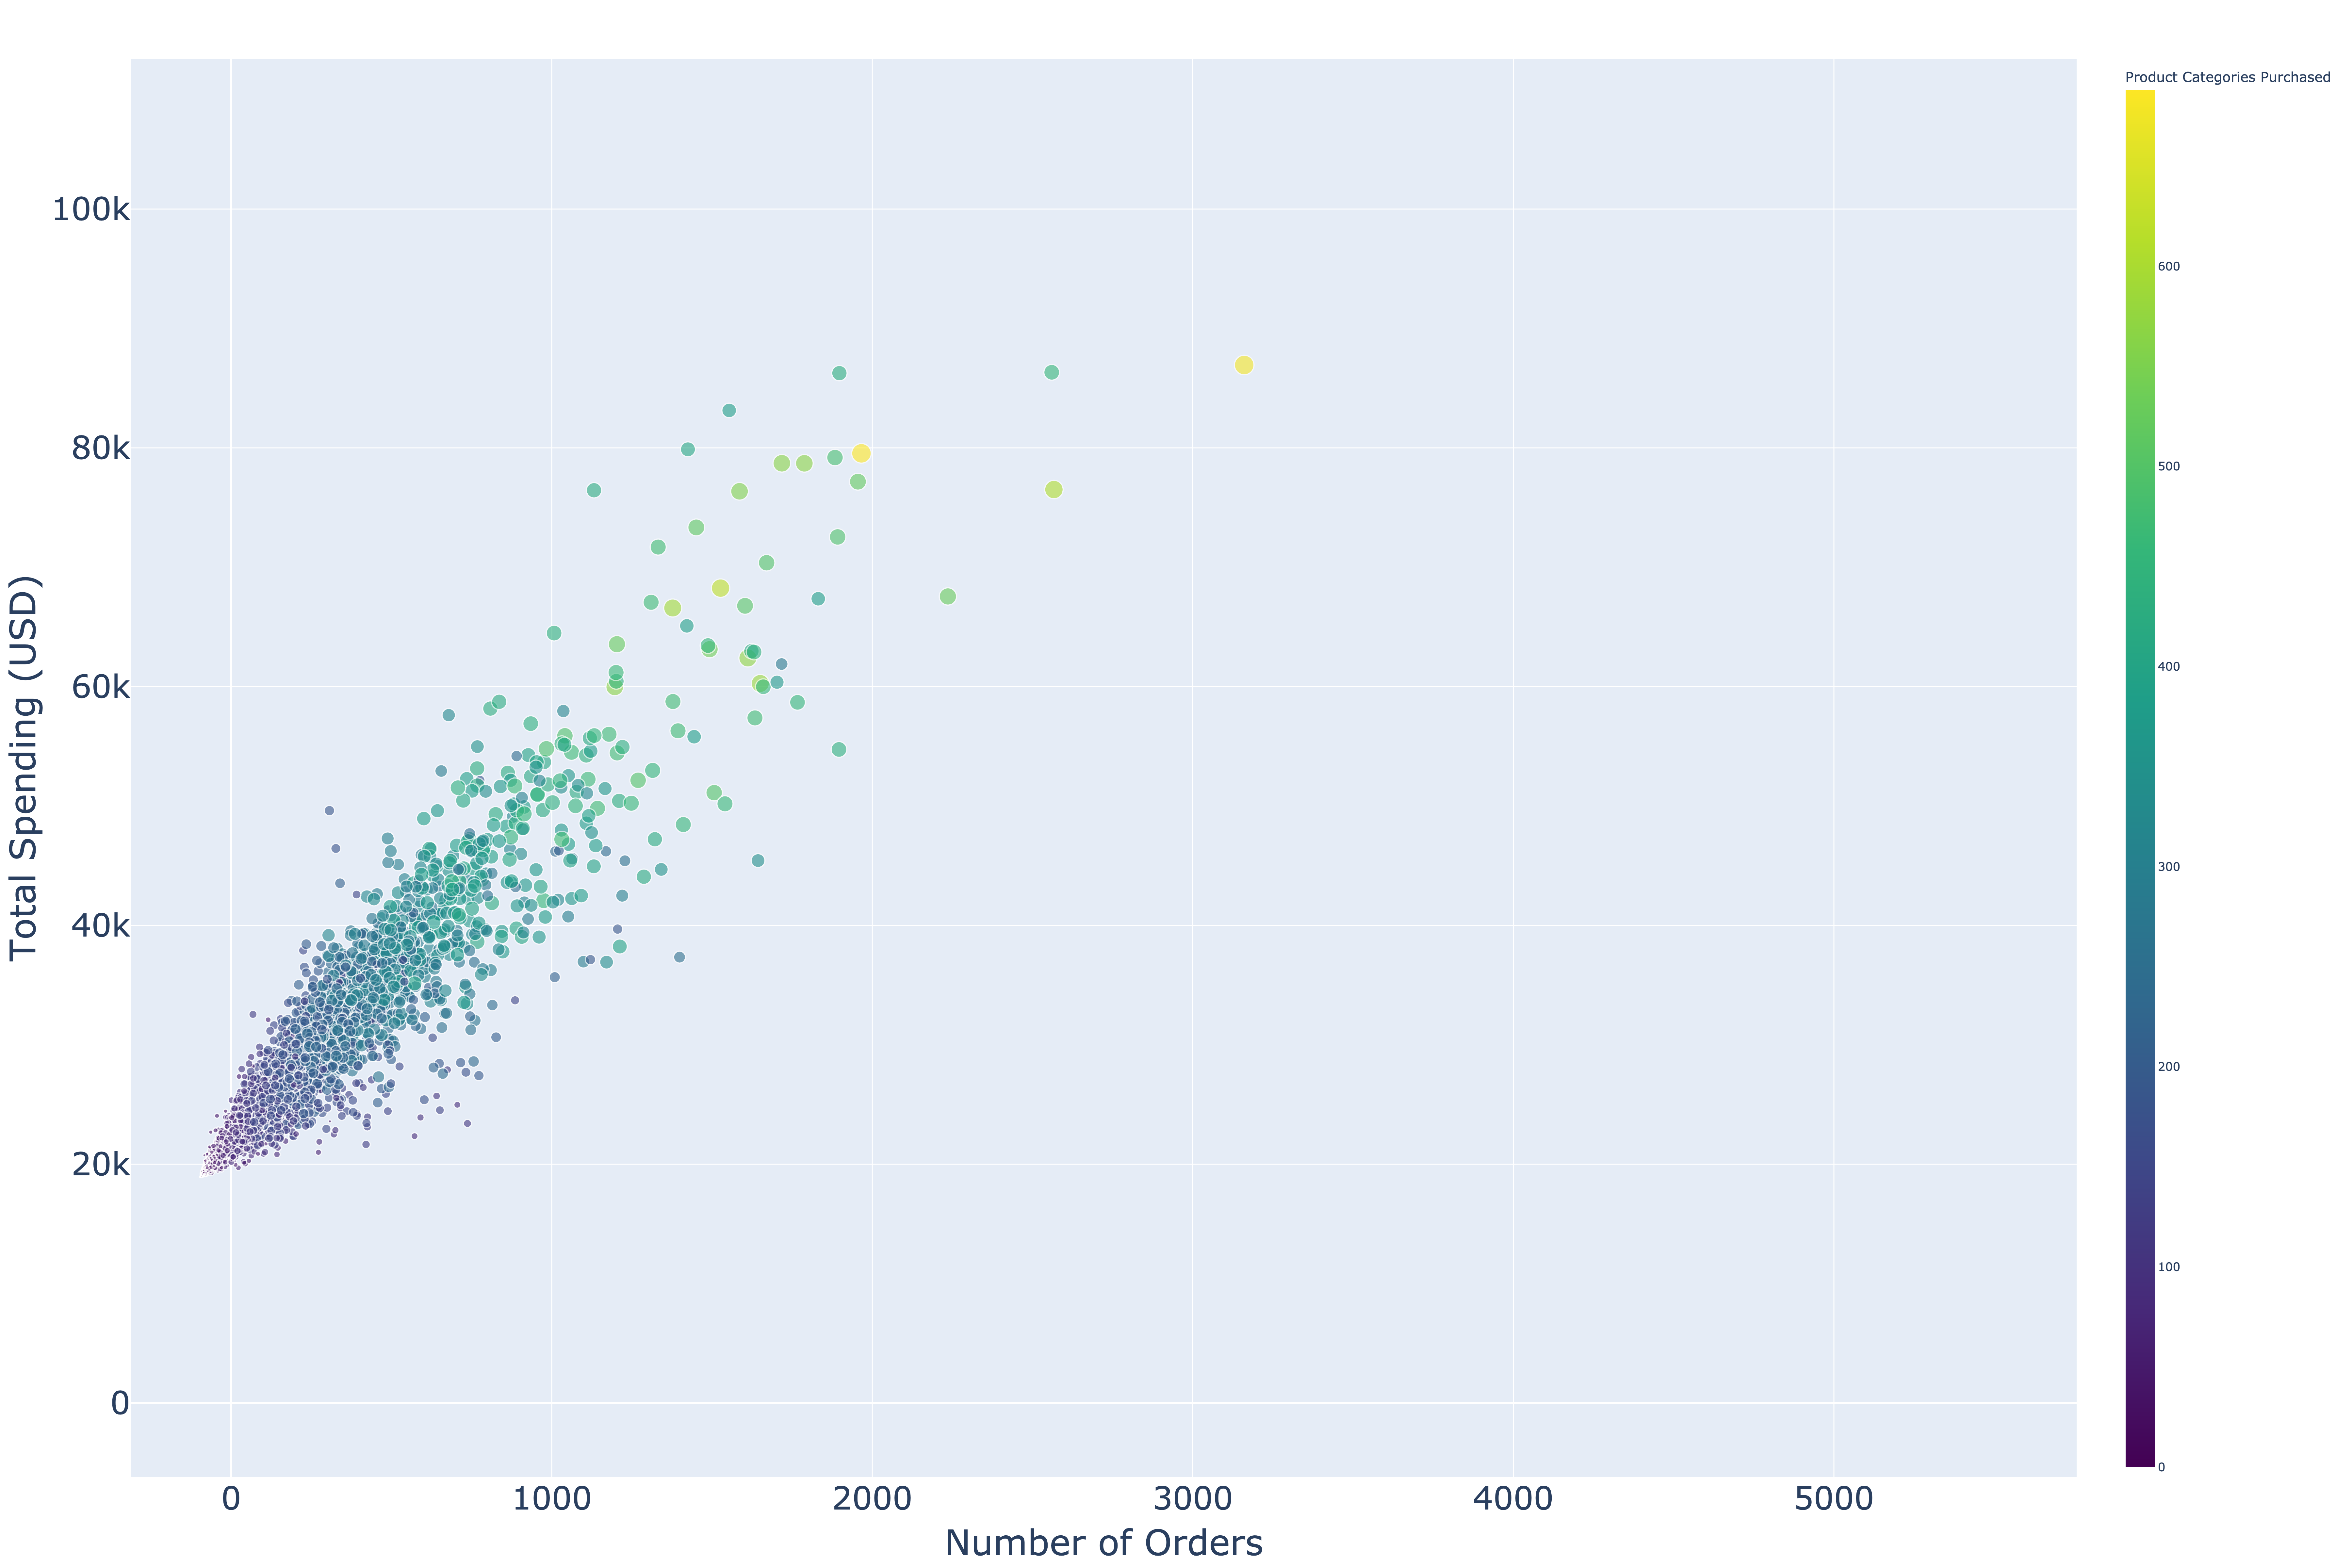 Product Categories Purchased
600
500
400
300
200
100
0
100k
80k
60k
40k
20k
0
Total Spending (USD)
0
1000
2000
3000
4000
5000
Number of Orders